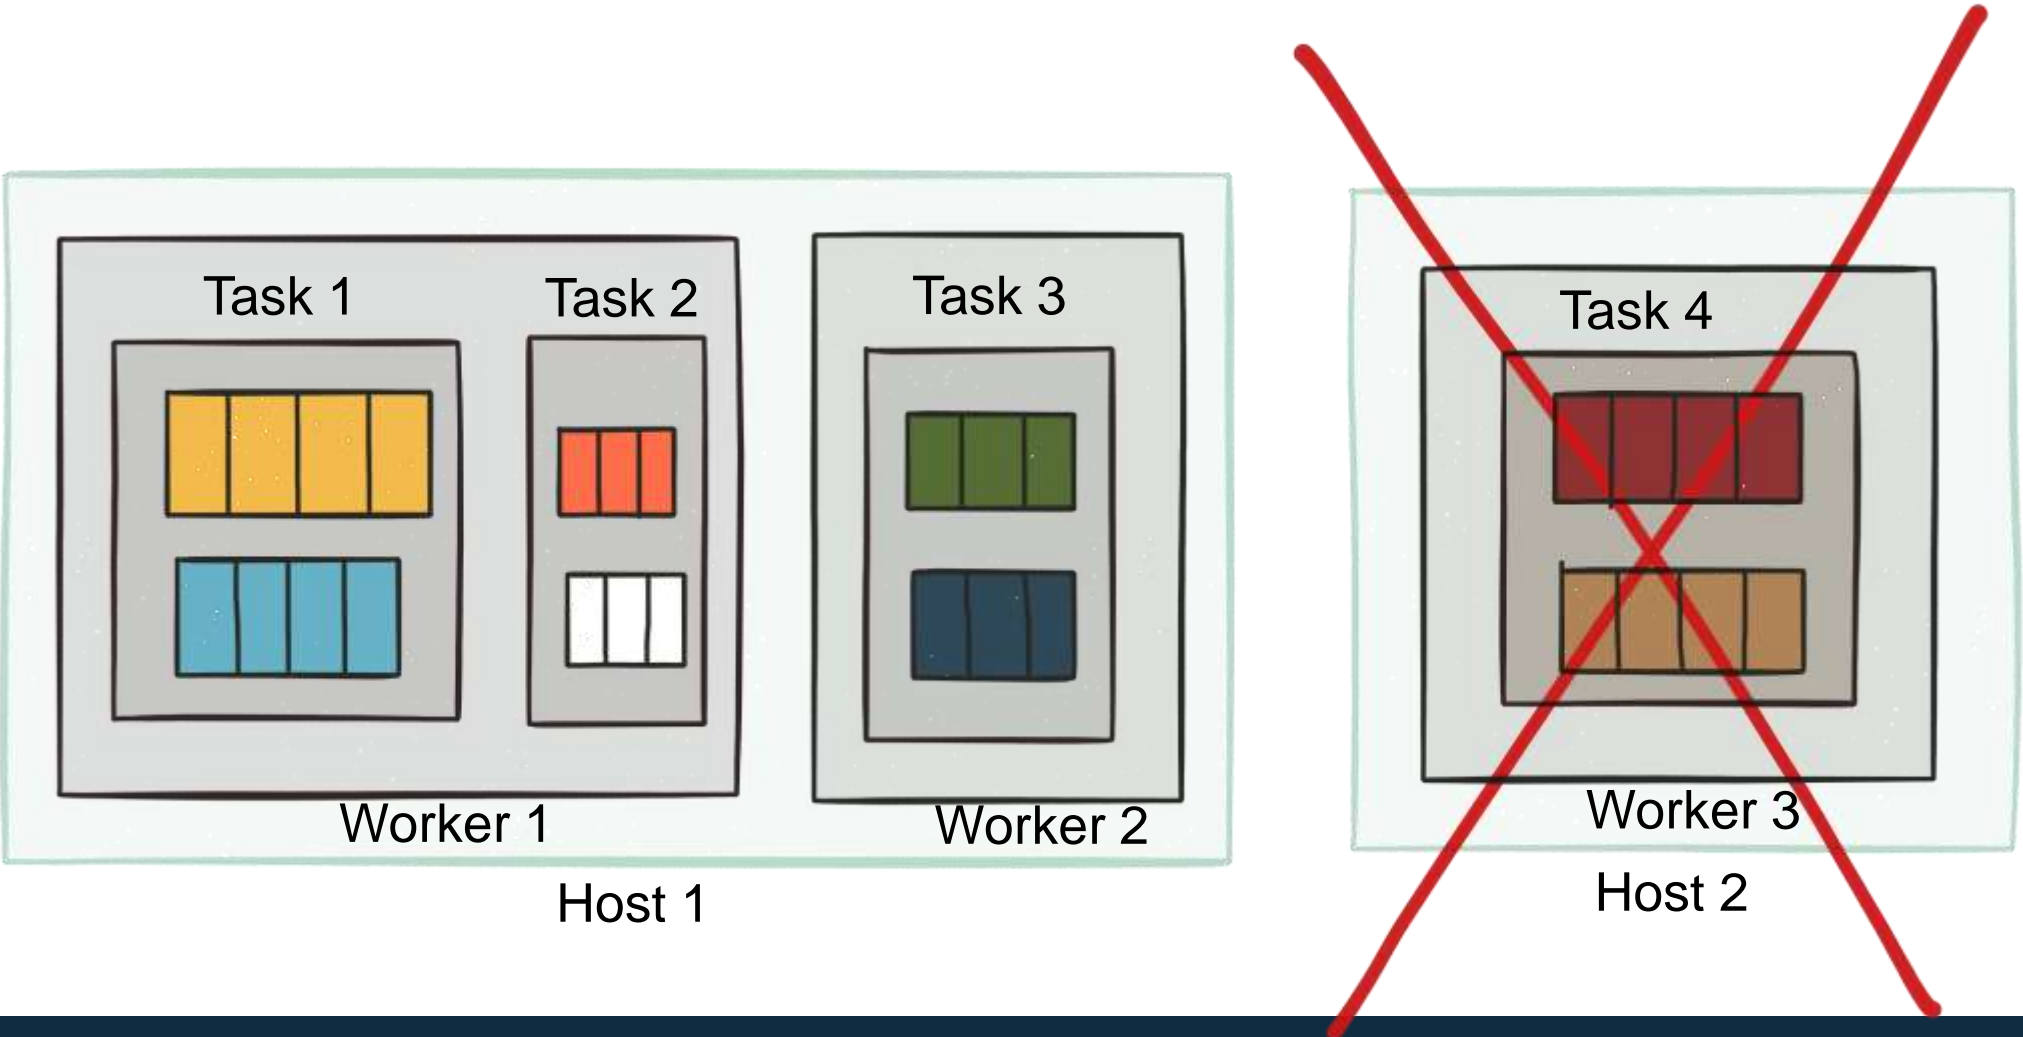 Task 1
Task 2
Task 3
Task 4
Worker 1
Worker 2
Worker 3
Host 1
Host 2